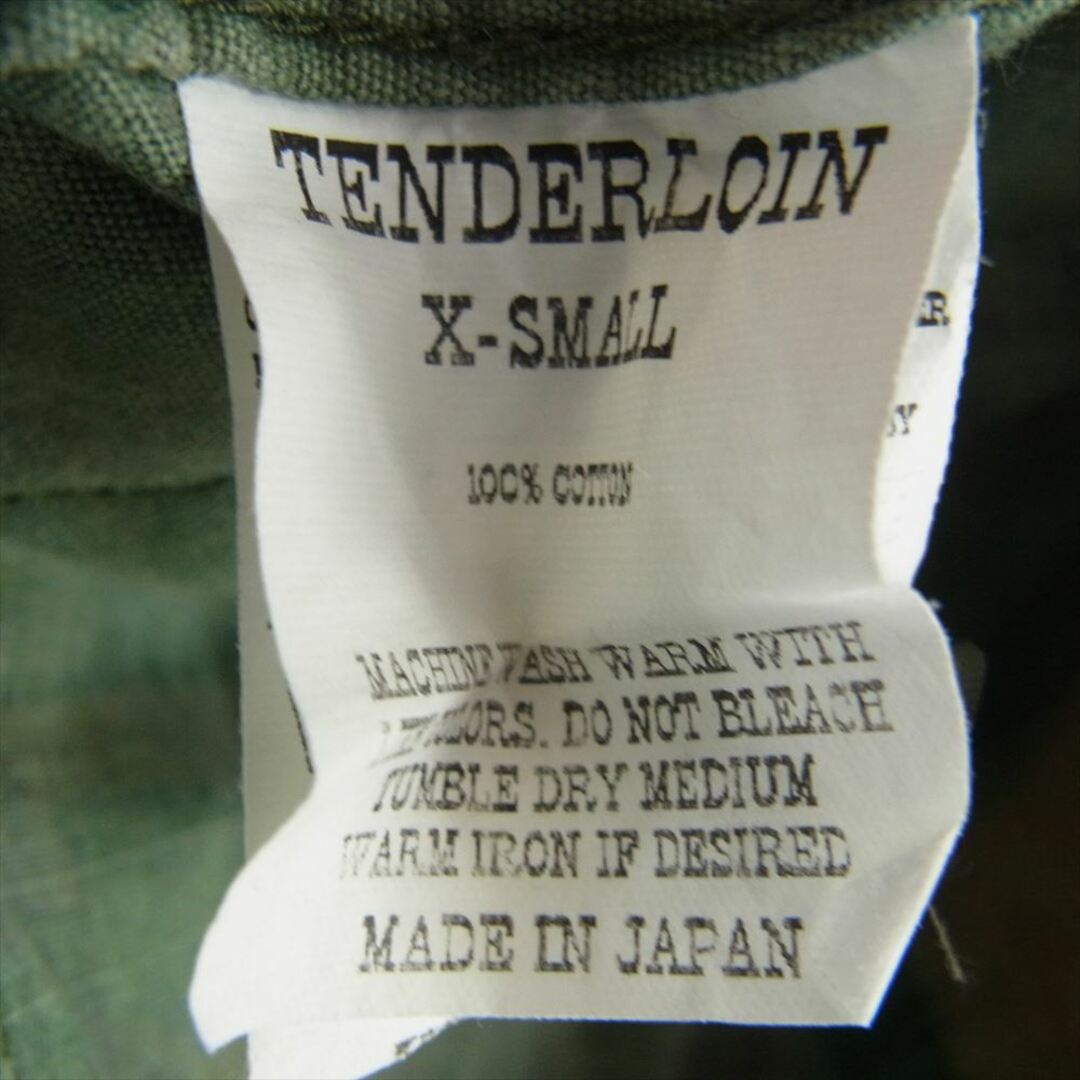 TENDERLOIN
X-SMALL
100% COTTON
MACHINE WASH WARM WITH
COLORS. DO NOT BLEACH
TUMBLE DRY MEDIUM
WARM IRON IF DESIRED
MADE IN JAPAN